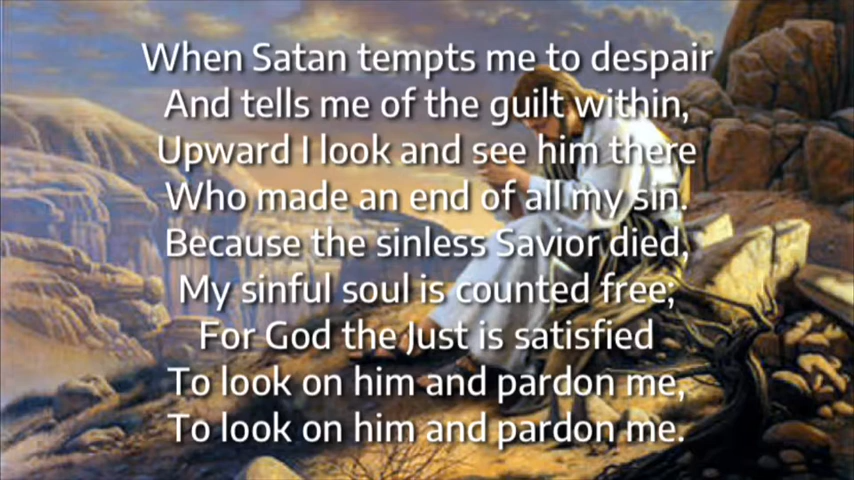 When Satan tempts me to despair
And tells me of the guilt within,
Upward I look and see him there
Who made an end of all my sin.
Because the sinless Savior died,
My sinful soul is counted free;
For God the Just is satisfied
To look on him and pardon me,
To look on him and pardon me.